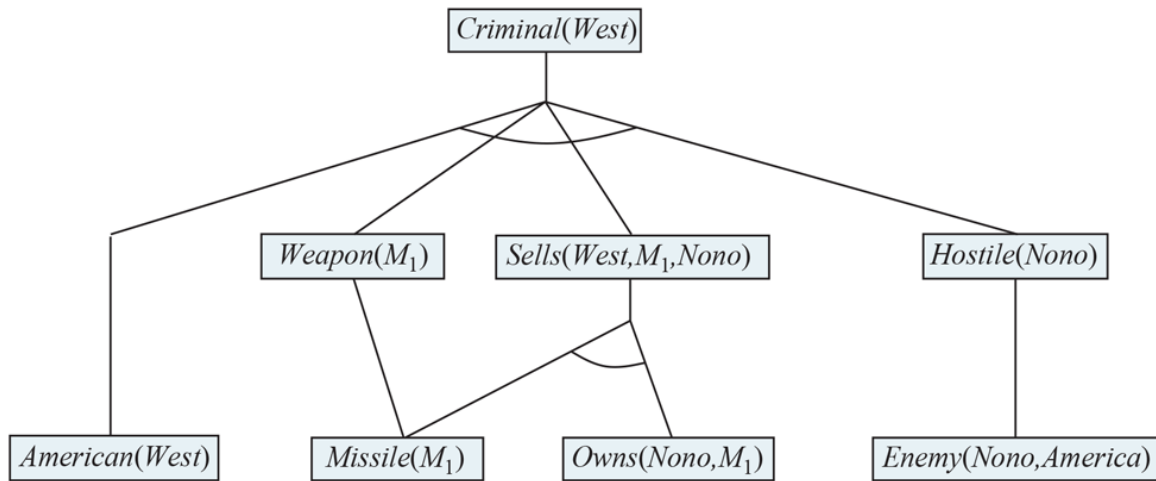 Criminal(West)
Weapon(M₁)
Sells(West,M₁,Nono)
Hostile(Nono)
American(West)
Missile(M₁)
Owns(Nono,M₁)
Enemy(Nono,America)